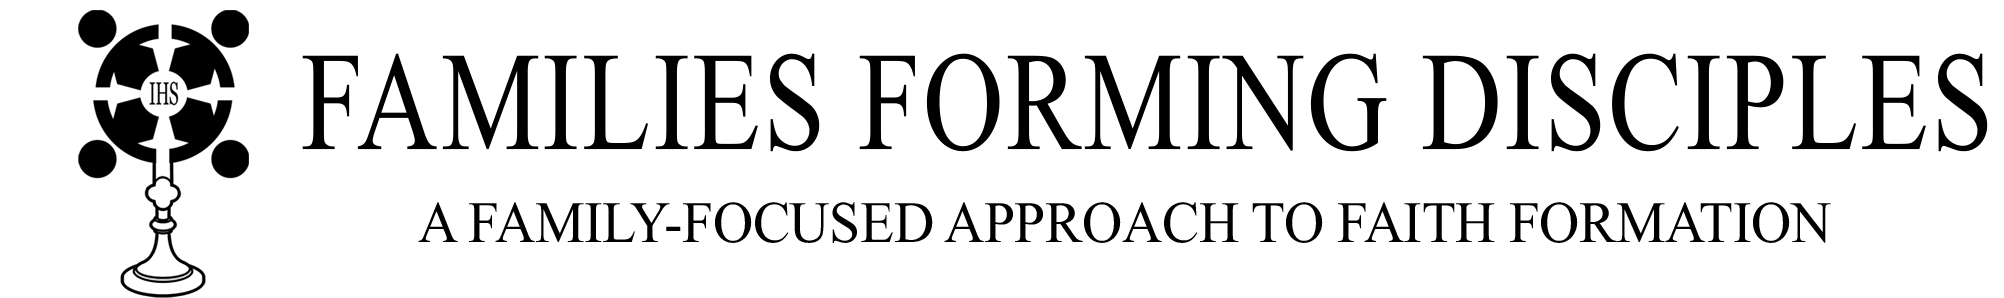 IHS
FAMILIES FORMING DISCIPLES
A FAMILY-FOCUSED APPROACH TO FAITH FORMATION